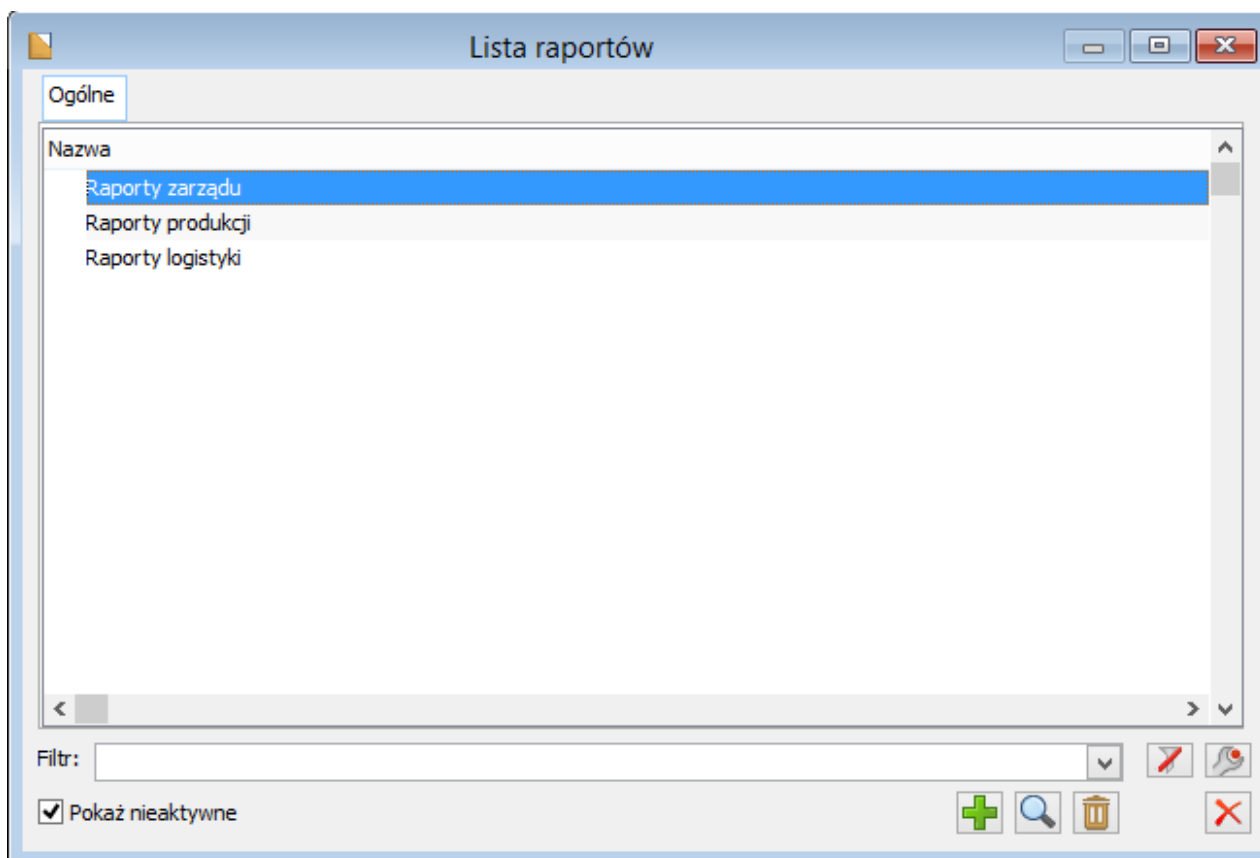 Lista raportów
Ogólne
Nazwa
Raporty zarządu
Raporty produkcji
Raporty logistyki
Filtr:
Pokaż nieaktywne